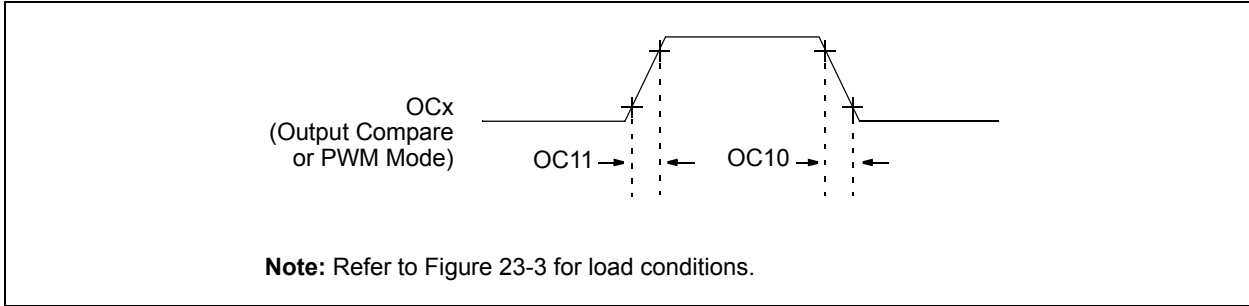 OCx
(Output Compare
or PWM Mode)
OC11
OC10
Note: Refer to Figure 23-3 for load conditions.